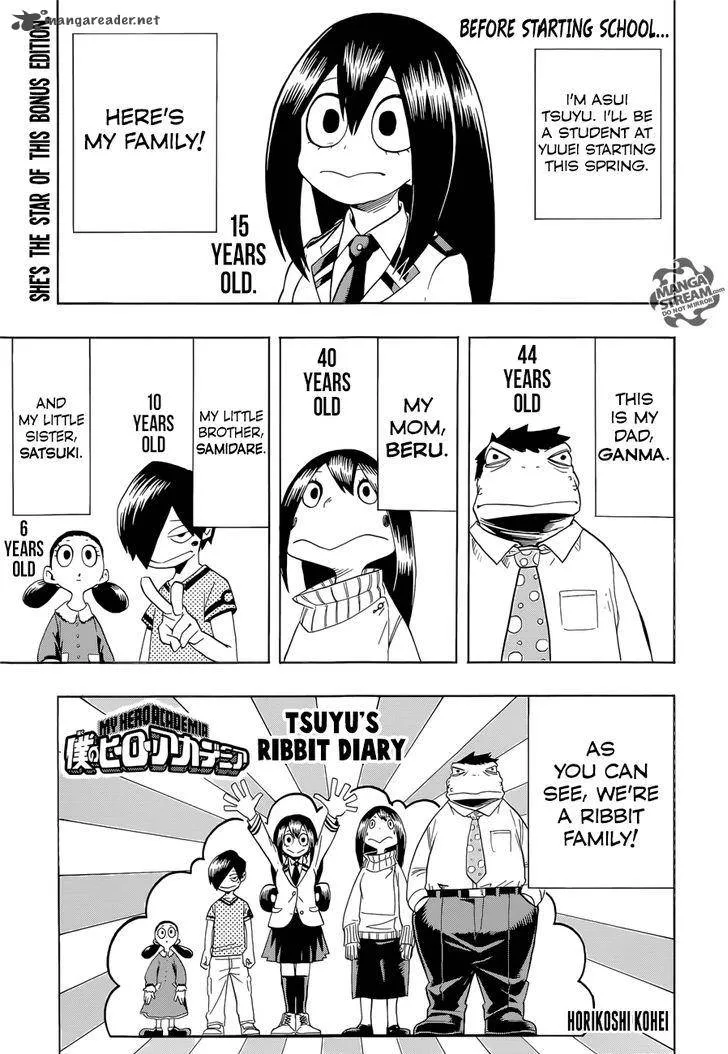 mangareader.net
BEFORE STARTING SCHOOL...
SHE'S THE STAR OF THIS BONUS EDITION
I'M ASUI
TSUYU. I'LL BE
A STUDENT AT
YUUEI STARTING
THIS SPRING.
HERE'S
MY FAMILY!
15
YEARS
OLD.
MANGA
STREAM.com
DO NOT MIRROR
THIS
IS MY
DAD,
GANMA.
44
YEARS
OLD
MY
MOM,
BERU.
40
YEARS
OLD
MY LITTLE
BROTHER,
SAMIDARE.
10
YEARS
OLD
AND
MY LITTLE
SISTER,
SATSUKI.
6
YEARS
OLD
MY HERO ACADEMIA
僕のヒーローアカデミア
TSUYU'S
RIBBIT DIARY
AS
YOU CAN
SEE, WE'RE
A RIBBIT
FAMILY!
HORIKOSHI KOHEI